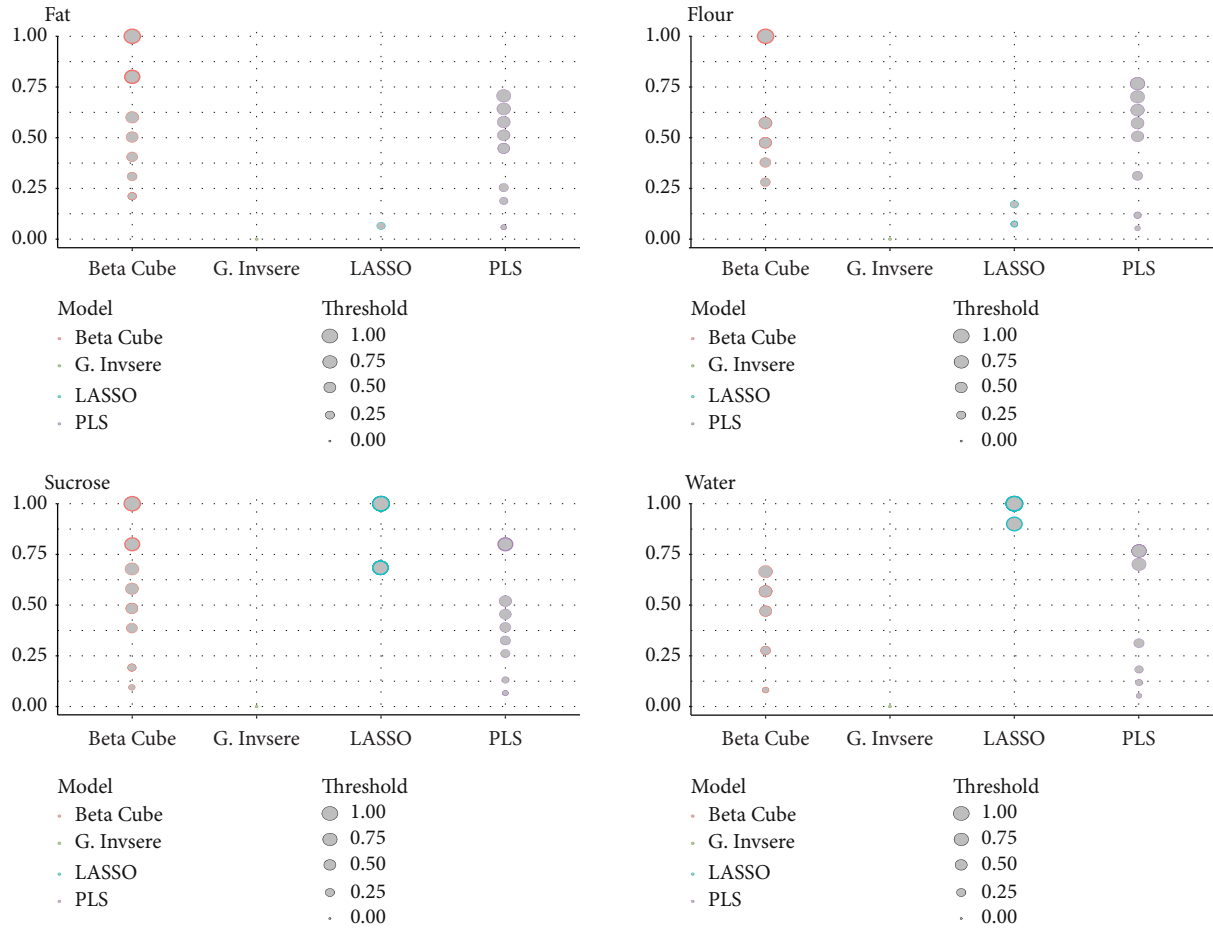 Fat
1.00
0.75
0.50
0.25
0.00
Beta Cube G. Invsere LASSO PLS
Model
Beta Cube
G. Invsere
LASSO
PLS
Threshold
1.00
0.75
0.50
0.25
0.00
Flour
1.00
0.75
0.50
0.25
0.00
Beta Cube G. Invsere LASSO PLS
Model
Beta Cube
G. Invsere
LASSO
PLS
Threshold
1.00
0.75
0.50
0.25
0.00
Sucrose
1.00
0.75
0.50
0.25
0.00
Beta Cube G. Invsere LASSO PLS
Model
Beta Cube
G. Invsere
LASSO
PLS
Threshold
1.00
0.75
0.50
0.25
0.00
Water
1.00
0.75
0.50
0.25
0.00
Beta Cube G. Invsere LASSO PLS
Model
Beta Cube
G. Invsere
LASSO
PLS
Threshold
1.00
0.75
0.50
0.25
0.00